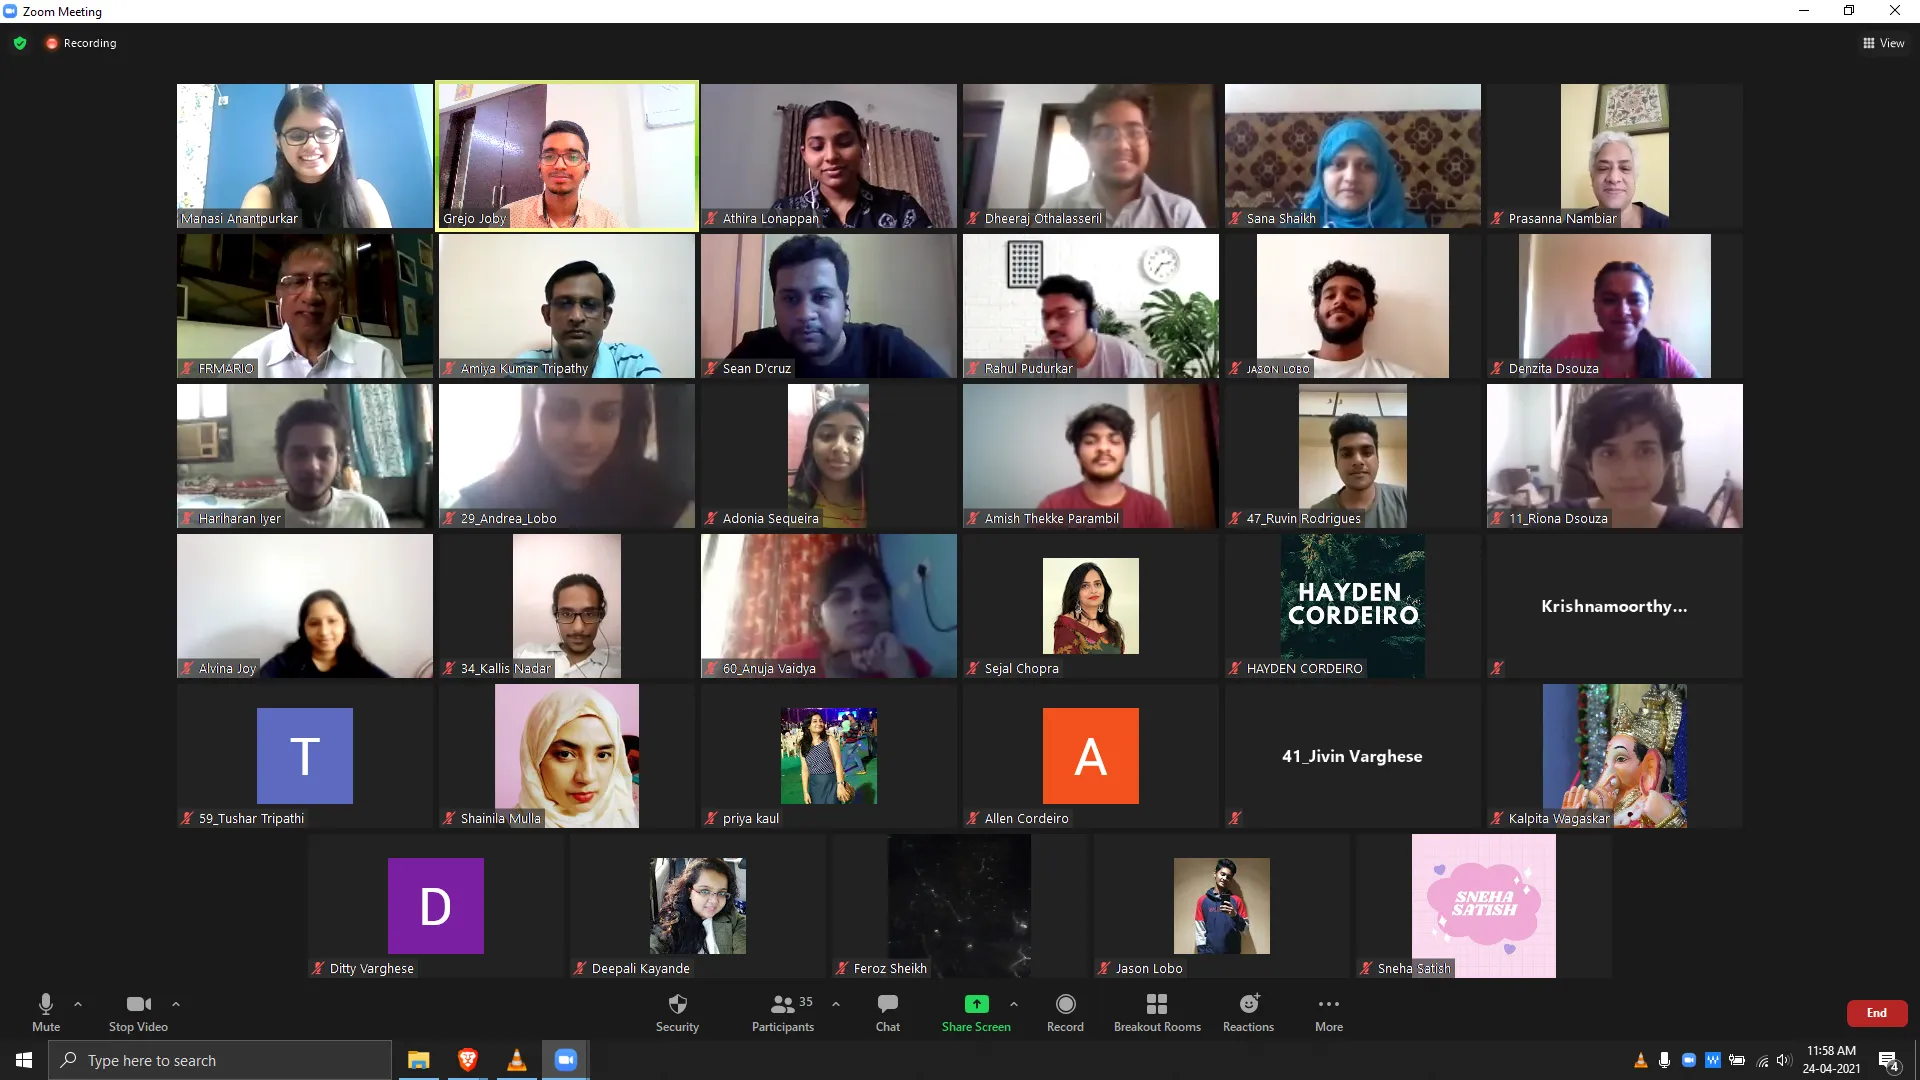 Zoom Meeting
Recording
View
Manasi Anantpurkar
Grejo Joby
Athira Lonappan
Dheeraj Othalasseril
Sana Shaikh
Prasanna Nambiar
FRMARIO
Amiya Kumar Tripathy
Sean D'cruz
Rahul Pudurkar
JASON LOBO
Denzita Dsouza
Hariharan Iyer
29_Andrea_Lobo
Adonia Sequeira
Amish Thekke Parambil
47_Ruvin Rodrigues
11_Riona Dsouza
Alvina Joy
34_Kallis Nadar
60_Anuja Vaidya
Sejal Chopra
HAYDEN
CORDEIRO
HAYDEN CORDEIRO
Krishnamoorthy...
T
59_Tushar Tripathi
Shainila Mulla
priya kaul
A
Allen Cordeiro
41_Jivin Varghese
Kalpita Wagaskar
D
Ditty Varghese
Deepali Kayande
Feroz Sheikh
Jason Lobo
SNEHA
SATISH
Sneha Satish
Mute
Stop Video
Security
35
Participants
Chat
Share Screen
Record
Breakout Rooms
Reactions
More
End
Type here to search
11:58 AM
24-04-2021
4